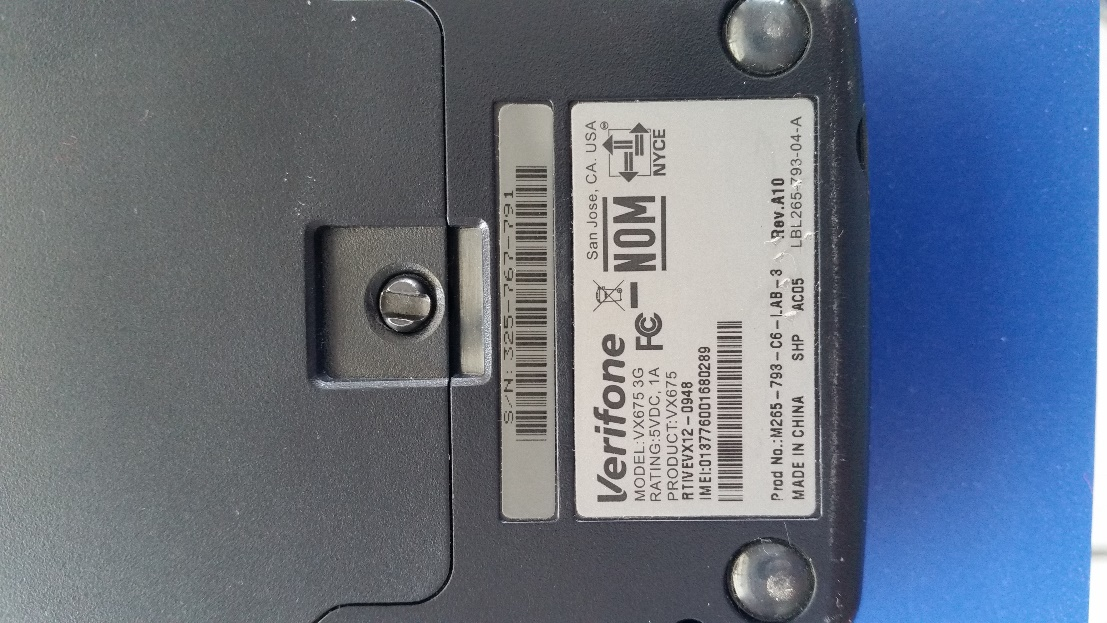 S/N: 325-767-791
Verifone San Jose, CA. USA
MODEL:VX675 3G
RATING:5VDC, 1A
PRODUCT:VX675
FC NOM NYCE®
RTIVEVX12-0948
IMEI:013776001680289
Prod No.:M265-793-C6-LAB-3 Rev.A10
MADE IN CHINA SHP AC05 LBL265-793-04-A